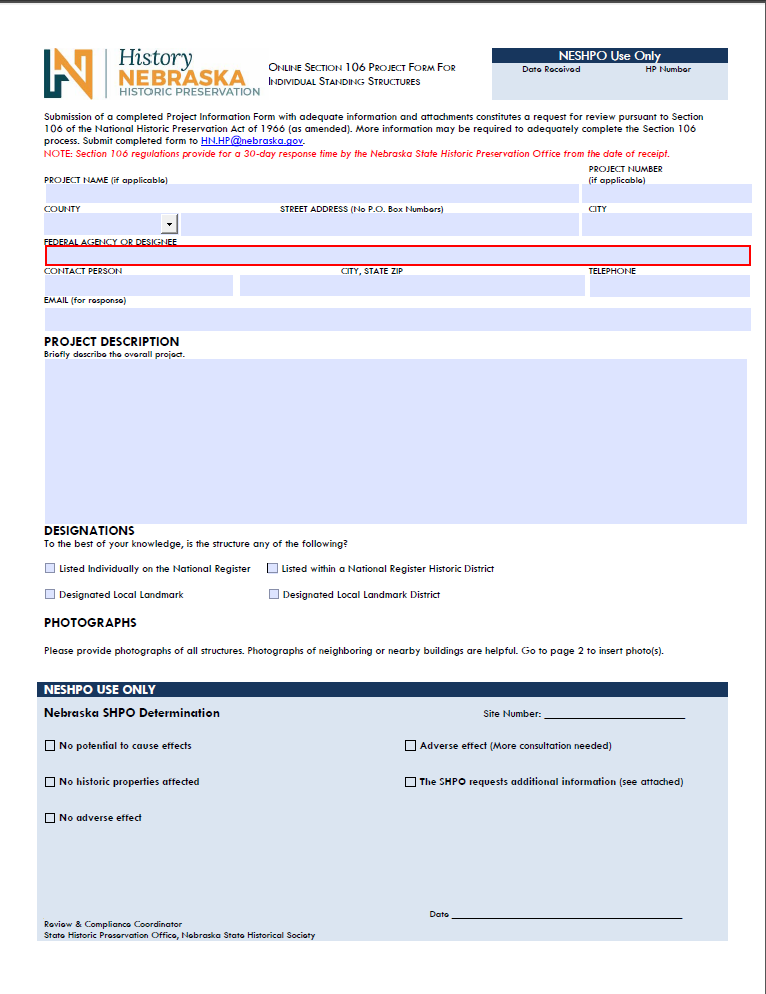 History
NEBRASKA
HISTORIC PRESERVATION
ONLINE SECTION 106 PROJECT FORM FOR
INDIVIDUAL STANDING STRUCTURES
NESHPO Use Only
Date Received HP Number
Submission of a completed Project Information Form with adequate information and attachments constitutes a request for review pursuant to Section
106 of the National Historic Preservation Act of 1966 (as amended). More information may be required to adequately complete the Section 106
process. Submit completed form to HN.HP@nebraska.gov.
NOTE: Section 106 regulations provide for a 30-day response time by the Nebraska State Historic Preservation Office from the date of receipt.
PROJECT NUMBER
PROJECT NAME (if applicable) (if applicable)
COUNTY STREET ADDRESS (No P.O. Box Numbers) CITY
FEDERAL AGENCY OR DESIGNEE
CONTACT PERSON CITY, STATE ZIP TELEPHONE
EMAIL (for response)
PROJECT DESCRIPTION
Briefly describe the overall project.
DESIGNATIONS
To the best of your knowledge, is the structure any of the following?
Listed Individually on the National Register Listed within a National Register Historic District
Designated Local Landmark Designated Local Landmark District
PHOTOGRAPHS
Please provide photographs of all structures. Photographs of neighboring or nearby buildings are helpful. Go to page 2 to insert photo(s).
NESHPO USE ONLY
Nebraska SHPO Determination Site Number:
No potential to cause effects Adverse effect (More consultation needed)
No historic properties affected The SHPO requests additional information (see attached)
No adverse effect
Date
Review & Compliance Coordinator
State Historic Preservation Office, Nebraska State Historical Society